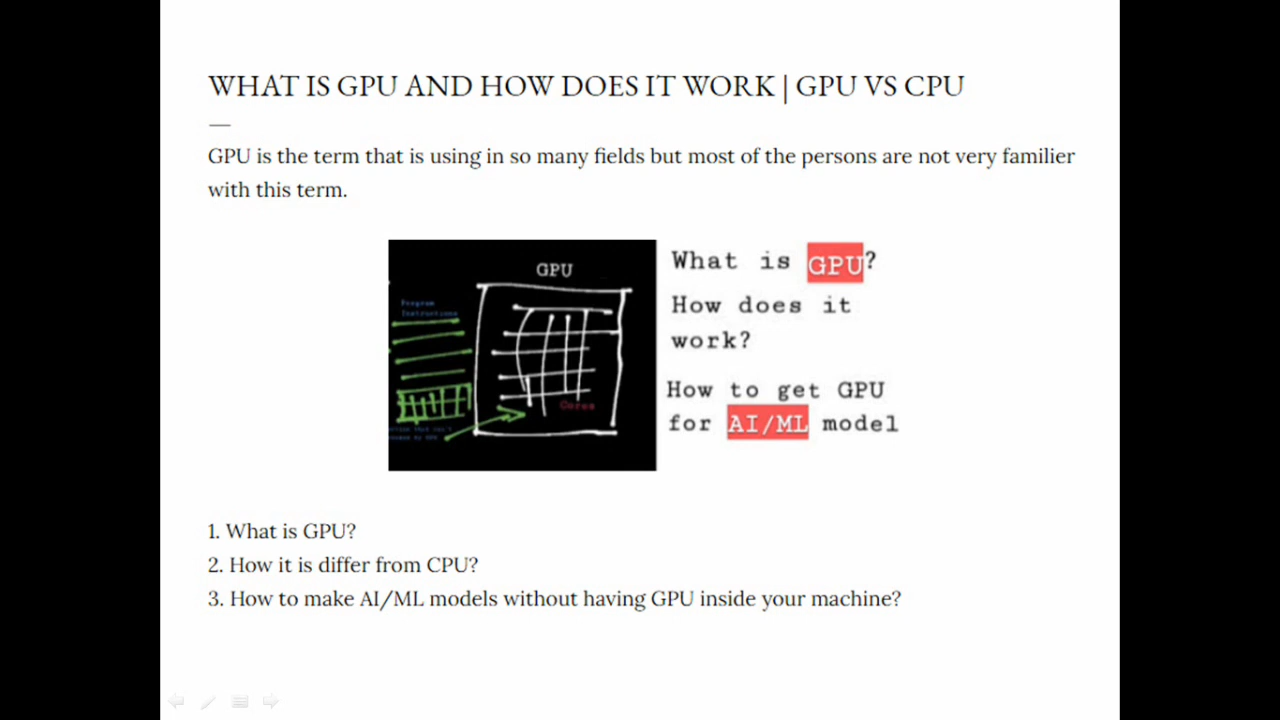 WHAT IS GPU AND HOW DOES IT WORK | GPU VS CPU
GPU is the term that is using in so many fields but most of the persons are not very familier
with this term.
GPU
Program
Instructions
Cores
What is GPU?
How does it
work?
How to get GPU
for AI/ML model
1. What is GPU?
2. How it is differ from CPU?
3. How to make AI/ML models without having GPU inside your machine?